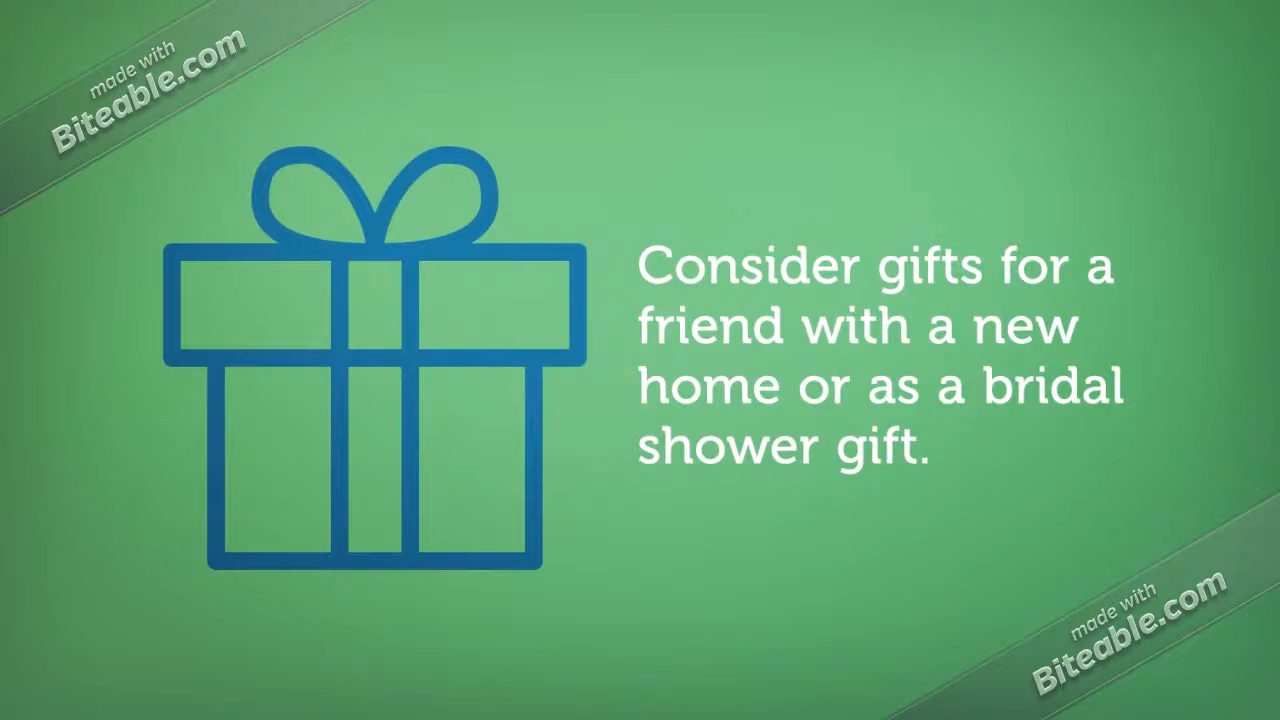 made with
Biteable.com
Consider gifts for a
friend with a new
home or as a bridal
shower gift.
made with
Biteable.com